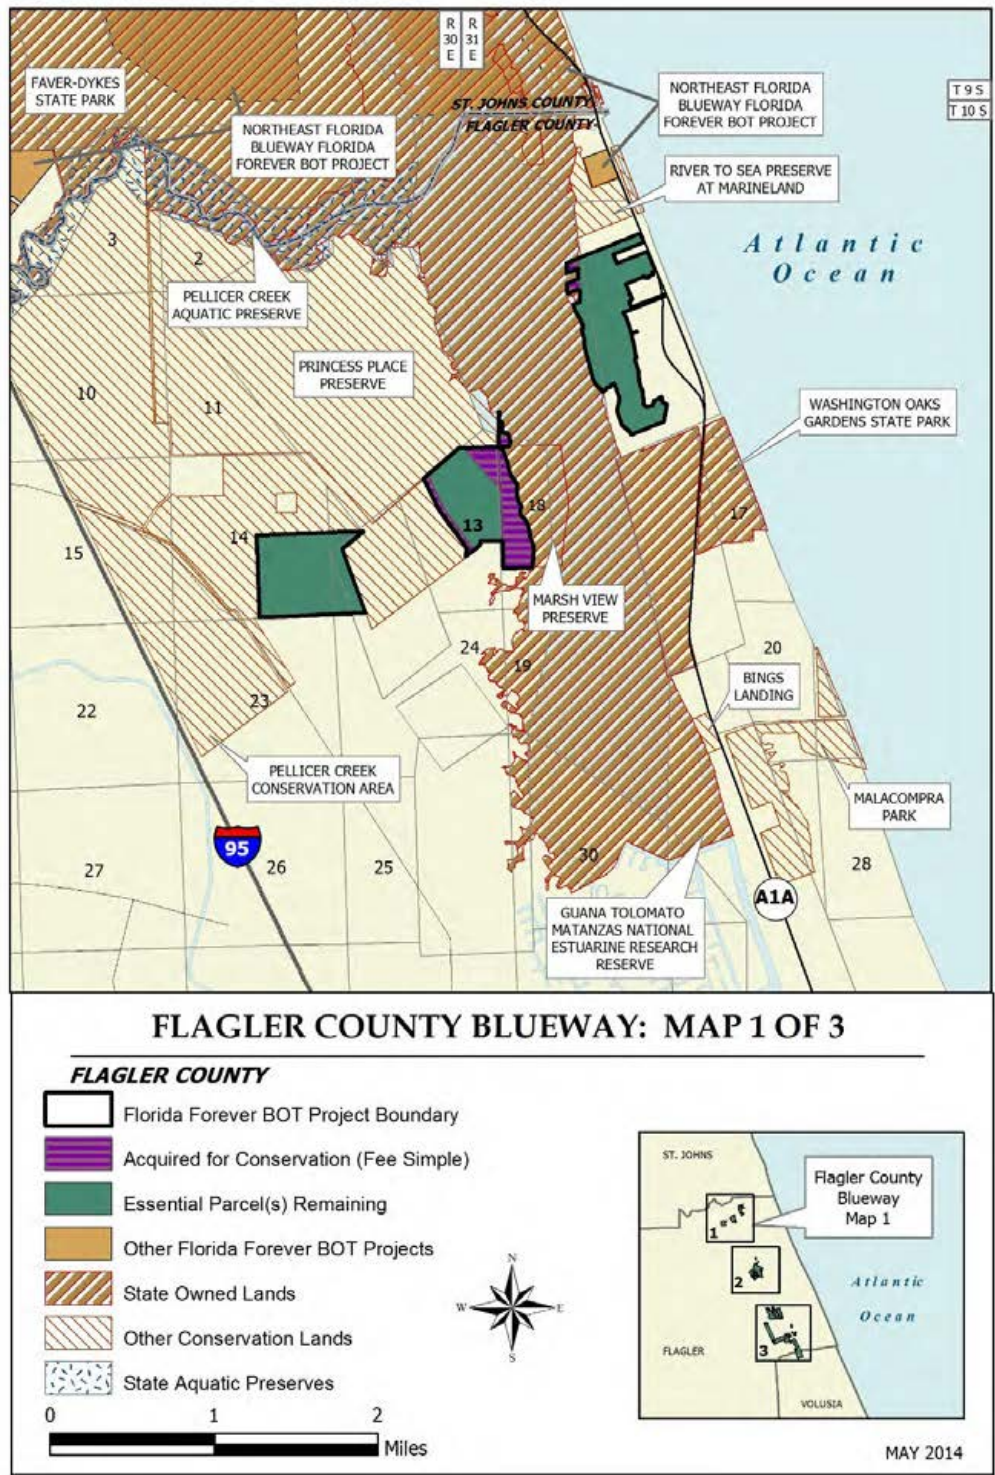 R
30
E
R
31
E
FAVER-DYKES
STATE PARK
NORTHEAST FLORIDA
BLUEWAY FLORIDA
FOREVER BOT PROJECT
ST. JOHNS COUNTY
FLAGLER COUNTY
NORTHEAST FLORIDA
BLUEWAY FLORIDA
FOREVER BOT PROJECT
T 9 S
T 10 S
RIVER TO SEA PRESERVE
AT MARINELAND
Atlantic
Ocean
3
2
PELLICER CREEK
AQUATIC PRESERVE
PRINCESS PLACE
PRESERVE
10
11
WASHINGTON OAKS
GARDENS STATE PARK
18
17
13
14
15
MARSH VIEW
PRESERVE
24
19
20
BINGS
LANDING
23
22
PELLICER CREEK
CONSERVATION AREA
MALACOMPRA
PARK
95
27
26
25
30
28
A1A
GUANA TOLOMATO
MATANZAS NATIONAL
ESTUARINE RESEARCH
RESERVE
FLAGLER COUNTY BLUEWAY: MAP 1 OF 3
FLAGLER COUNTY
Florida Forever BOT Project Boundary
Acquired for Conservation (Fee Simple)
Essential Parcel(s) Remaining
Other Florida Forever BOT Projects
State Owned Lands
Other Conservation Lands
State Aquatic Preserves
0 1 2
Miles
N
W E
S
ST. JOHNS
Flagler County
Blueway
Map 1
1
2
3
Atlantic
Ocean
FLAGLER
VOLUSIA
MAY 2014